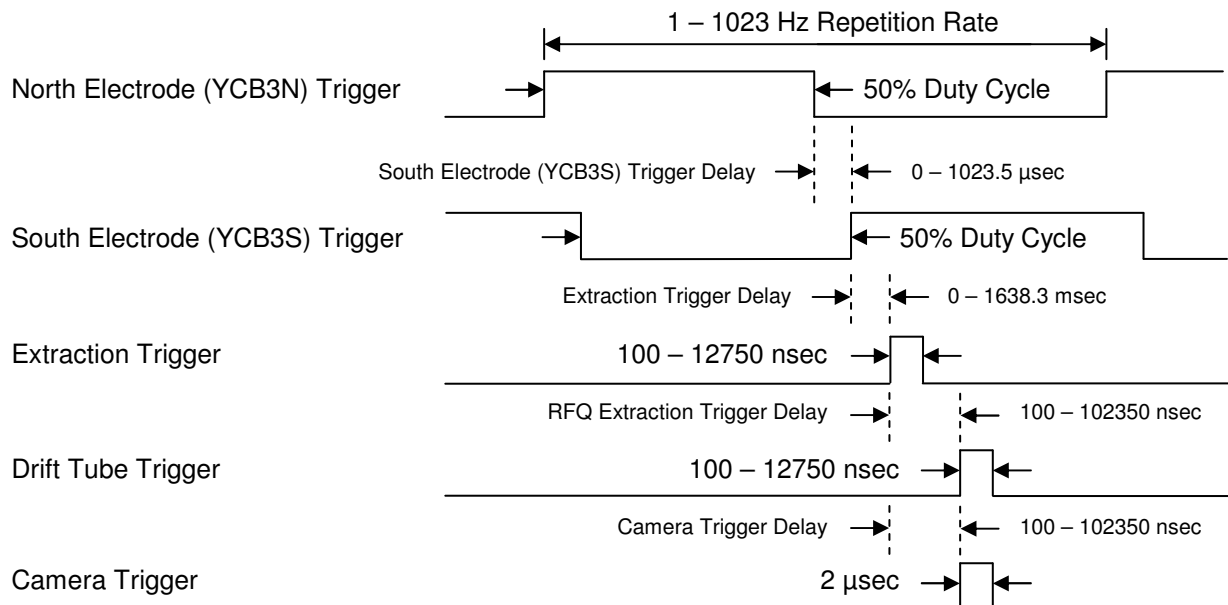 1 – 1023 Hz Repetition Rate
North Electrode (YCB3N) Trigger
50% Duty Cycle
South Electrode (YCB3S) Trigger Delay
0 – 1023.5 µsec
South Electrode (YCB3S) Trigger
50% Duty Cycle
Extraction Trigger Delay
0 – 1638.3 msec
Extraction Trigger
100 – 12750 nsec
RFQ Extraction Trigger Delay
100 – 102350 nsec
Drift Tube Trigger
100 – 12750 nsec
Camera Trigger Delay
100 – 102350 nsec
Camera Trigger
2 µsec